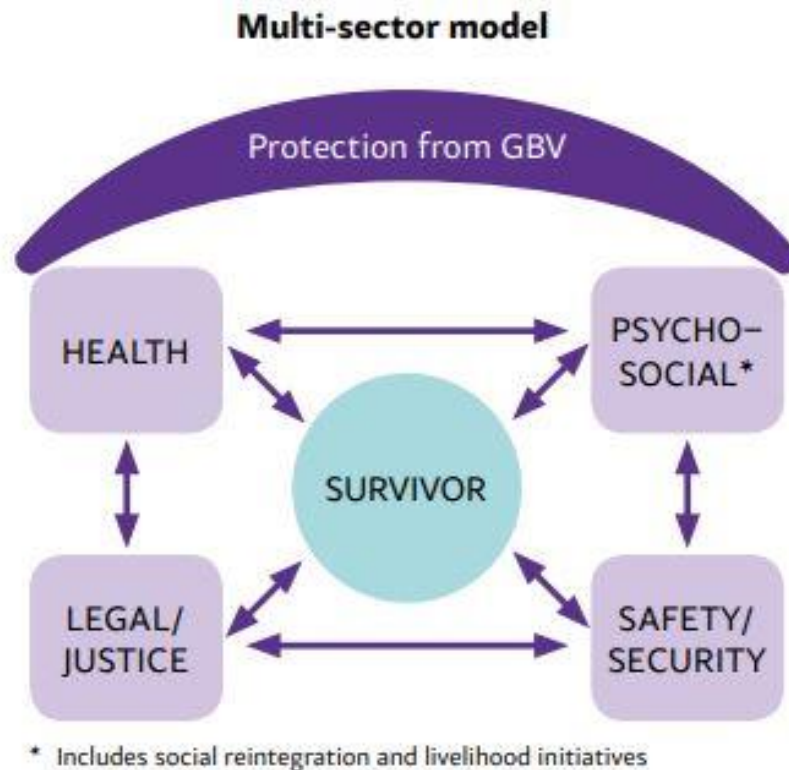 Multi-sector model
Protection from GBV
HEALTH
PSYCHO–
SOCIAL*
SURVIVOR
LEGAL/
JUSTICE
SAFETY/
SECURITY
* Includes social reintegration and livelihood initiatives